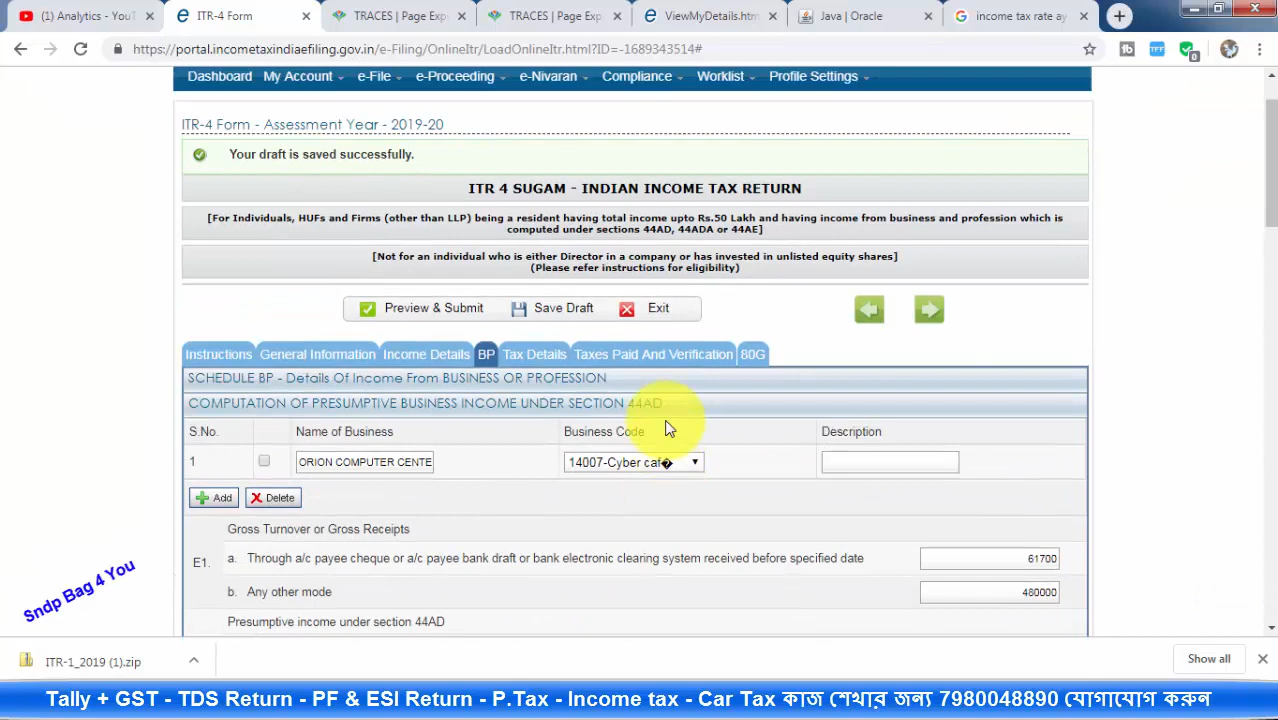 (1) Analytics - YouT
ITR-4 Form
TRACES | Page Exp
TRACES | Page Exp
ViewMyDetails.htm
Java | Oracle
income tax rate ay
https://portal.incometaxindiaefiling.gov.in/e-Filing/OnlineItr/LoadOnlineItr.html?ID=-1689343514#
Dashboard My Account e-File e-Proceeding e-Nivaran Compliance Worklist Profile Settings
ITR-4 Form - Assessment Year - 2019-20
Your draft is saved successfully.
ITR 4 SUGAM - INDIAN INCOME TAX RETURN
[For Individuals, HUFs and Firms (other than LLP) being a resident having total income upto Rs.50 Lakh and having income from business and profession which is
computed under sections 44AD, 44ADA or 44AE]
[Not for an individual who is either Director in a company or has invested in unlisted equity shares]
(Please refer instructions for eligibility)
Preview & Submit Save Draft Exit
Instructions General Information Income Details BP Tax Details Taxes Paid And Verification 80G
SCHEDULE BP - Details Of Income From BUSINESS OR PROFESSION
COMPUTATION OF PRESUMPTIVE BUSINESS INCOME UNDER SECTION 44AD
S.No. Name of Business Business Code Description
1 ORION COMPUTER CENTE 14007-Cyber caf�
Add Delete
Gross Turnover or Gross Receipts
E1. a. Through a/c payee cheque or a/c payee bank draft or bank electronic clearing system received before specified date 61700
b. Any other mode 480000
Presumptive income under section 44AD
Sndp Bag 4 You
ITR-1_2019 (1).zip
Show all
Tally + GST - TDS Return - PF & ESI Return - P.Tax - Income tax - Car Tax কাজ শেখার জন্য 7980048890 যোগাযোগ করুন